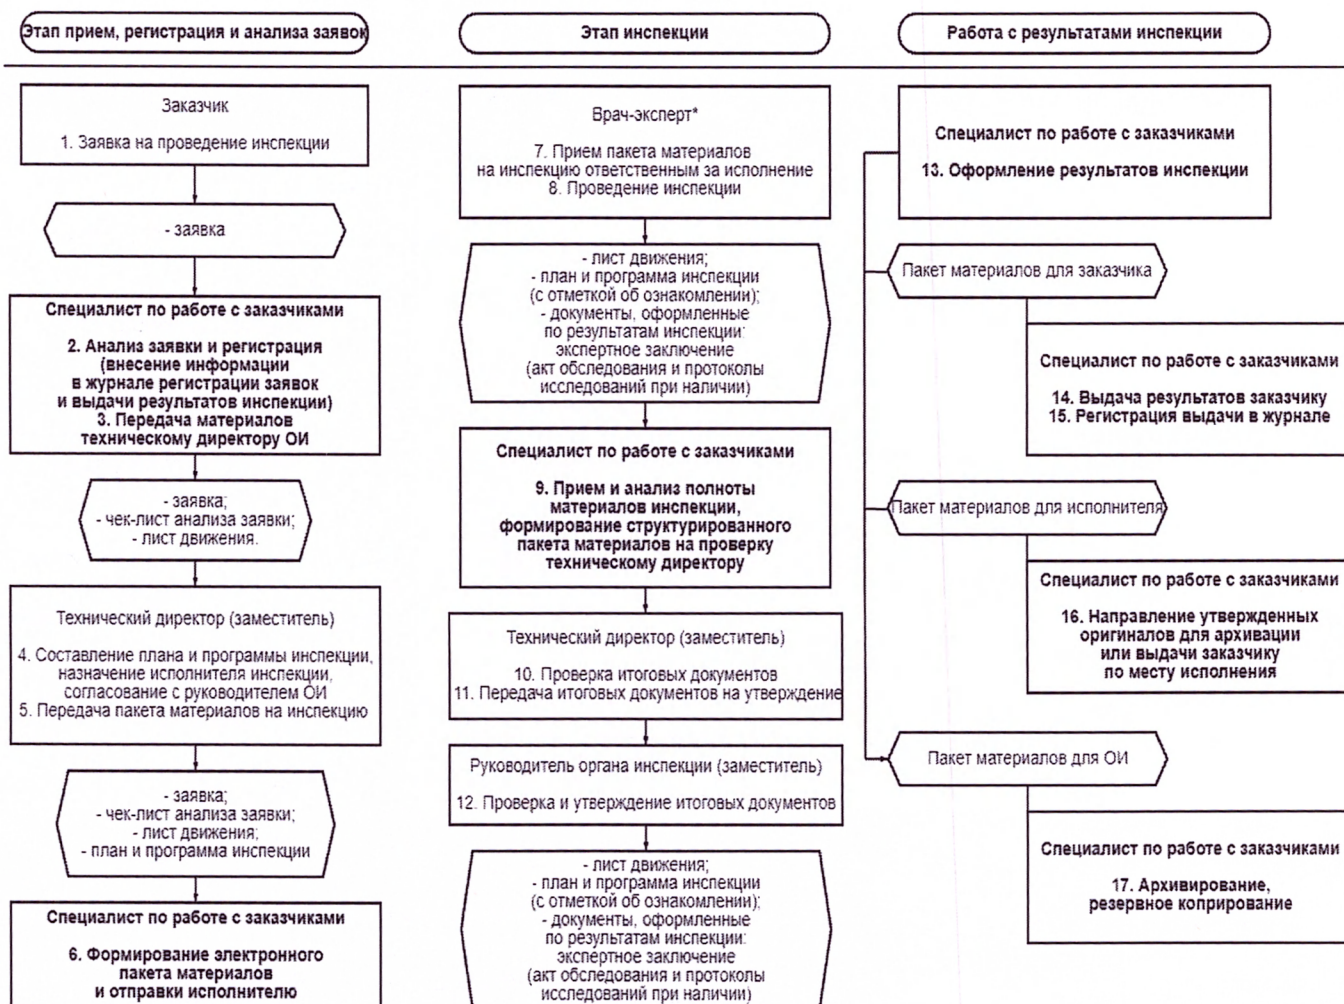 Этап прием, регистрация и анализа заявок
Этап инспекции
Работа с результатами инспекции
Заказчик
1. Заявка на проведение инспекции
- заявка
Специалист по работе с заказчиками
2. Анализ заявки и регистрация
(внесение информации
в журнале регистрации заявок
и выдачи результатов инспекции)
3. Передача материалов
техническому директору ОИ
- заявка;
- чек-лист анализа заявки;
- лист движения.
Технический директор (заместитель)
4. Составление плана и программы инспекции,
назначение исполнителя инспекции,
согласование с руководителем ОИ
5. Передача пакета материалов на инспекцию
- заявка;
- чек-лист анализа заявки;
- лист движения;
- план и программа инспекции
Специалист по работе с заказчиками
6. Формирование электронного
пакета материалов
и отправки исполнителю
Врач-эксперт*
7. Прием пакета материалов
на инспекцию ответственным за исполнение
8. Проведение инспекции
- лист движения;
- план и программа инспекции
(с отметкой об ознакомлении);
- документы, оформленные
по результатам инспекции:
экспертное заключение
(акт обследования и протоколы
исследований при наличии)
Специалист по работе с заказчиками
9. Прием и анализ полноты
материалов инспекции,
формирование структурированного
пакета материалов на проверку
техническому директору
Технический директор (заместитель)
10. Проверка итоговых документов
11. Передача итоговых документов на утверждение
Руководитель органа инспекции (заместитель)
12. Проверка и утверждение итоговых документов
- лист движения;
- план и программа инспекции
(с отметкой об ознакомлении);
- документы, оформленные
по результатам инспекции:
экспертное заключение
(акт обследования и протоколы
исследований при наличии)
Специалист по работе с заказчиками
13. Оформление результатов инспекции
Пакет материалов для заказчика
Специалист по работе с заказчиками
14. Выдача результатов заказчику
15. Регистрация выдачи в журнале
Пакет материалов для исполнителя
Специалист по работе с заказчиками
16. Направление утвержденных
оригиналов для архивации
или выдачи заказчику
по месту исполнения
Пакет материалов для ОИ
Специалист по работе с заказчиками
17. Архивирование,
резервное коприрование